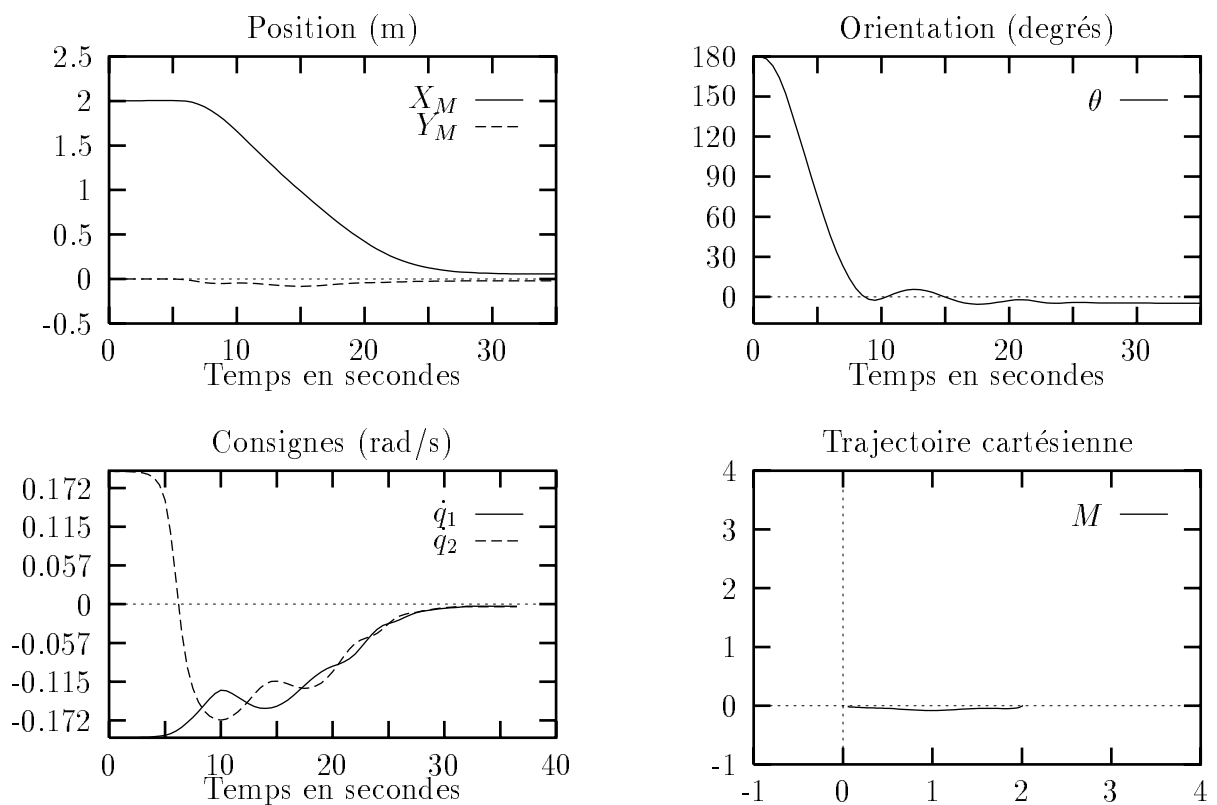 Position (m)
2.5
2
1.5
1
0.5
0
-0.5
X_M
Y_M
0 10 20 30
Temps en secondes
Orientation (degrés)
180
150
120
90
60
30
0
θ
0 10 20 30
Temps en secondes
Consignes (rad/s)
0.172
0.115
0.057
0
-0.057
-0.115
-0.172
q̇1
q̇2
0 10 20 30 40
Temps en secondes
Trajectoire cartésienne
4
3
2
1
0
-1
M
-1 0 1 2 3 4